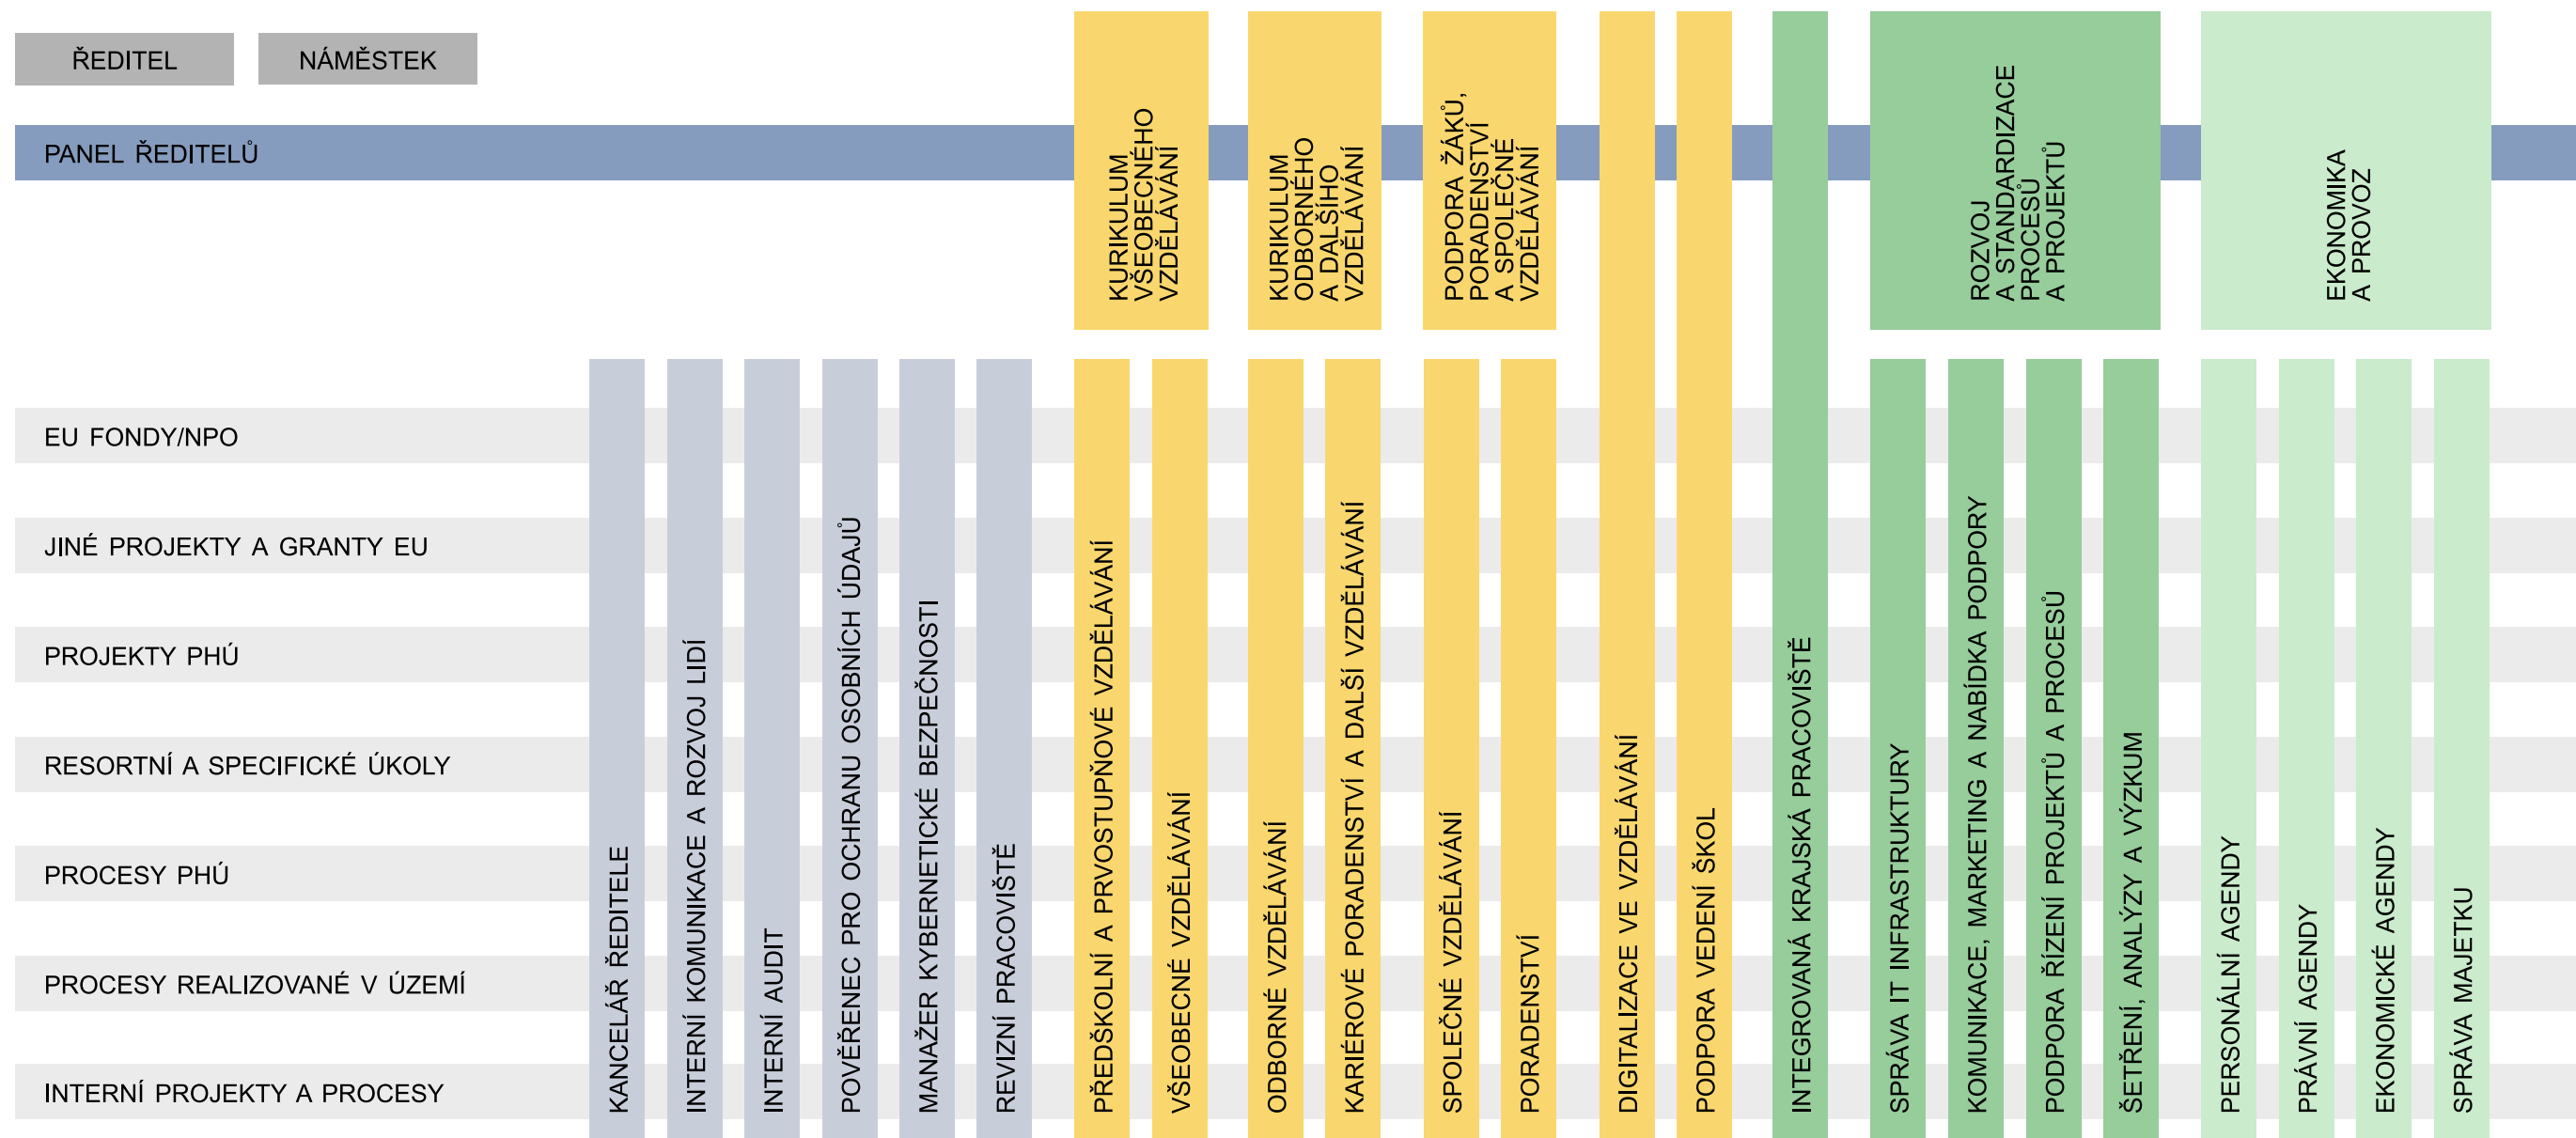 ŘEDITEL
NÁMĚSTEK
PANEL ŘEDITELŮ
KURIKULUM
VŠEOBECNÉHO
VZDĚLÁVÁNÍ
KURIKULUM
ODBORNÉHO
A DALŠÍHO
VZDĚLÁVÁNÍ
PODPORA ŽÁKŮ,
PORADENSTVÍ
A SPOLEČNÉ
VZDĚLÁVÁNÍ
ROZVOJ
A STANDARDIZACE
PROCESŮ
A PROJEKTŮ
EKONOMIKA
A PROVOZ
EU FONDY/NPO
JINÉ PROJEKTY A GRANTY EU
PROJEKTY PHÚ
RESORTNÍ A SPECIFICKÉ ÚKOLY
PROCESY PHÚ
PROCESY REALIZOVANÉ V ÚZEMÍ
INTERNÍ PROJEKTY A PROCESY
KANCELÁŘ ŘEDITELE
INTERNÍ KOMUNIKACE A ROZVOJ LIDÍ
INTERNÍ AUDIT
POVĚŘENEC PRO OCHRANU OSOBNÍCH ÚDAJŮ
MANAŽER KYBERNETICKÉ BEZPEČNOSTI
REVIZNÍ PRACOVIŠTĚ
PŘEDŠKOLNÍ A PRVOSTUPŇOVÉ VZDĚLÁVÁNÍ
VŠEOBECNÉ VZDĚLÁVÁNÍ
ODBORNÉ VZDĚLÁVÁNÍ
KARIÉROVÉ PORADENSTVÍ A DALŠÍ VZDĚLÁVÁNÍ
SPOLEČNÉ VZDĚLÁVÁNÍ
PORADENSTVÍ
DIGITALIZACE VE VZDĚLÁVÁNÍ
PODPORA VEDENÍ ŠKOL
INTEGROVANÁ KRAJSKÁ PRACOVIŠTĚ
SPRÁVA IT INFRASTRUKTURY
KOMUNIKACE, MARKETING A NABÍDKA PODPORY
PODPORA ŘÍZENÍ PROJEKTŮ A PROCESŮ
ŠETŘENÍ, ANALÝZY A VÝZKUM
PERSONÁLNÍ AGENDY
PRÁVNÍ AGENDY
EKONOMICKÉ AGENDY
SPRÁVA MAJETKU